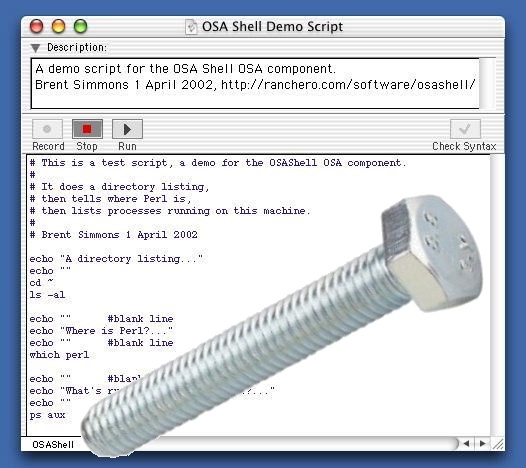 OSA Shell Demo Script
Description:
A demo script for the OSA Shell OSA component.
Brent Simmons 1 April 2002, http://ranchero.com/software/osashell/
Record Stop Run Check Syntax
# This is a test script, a demo for the OSAShell OSA component.
#
# It does a directory listing,
# then tells where Perl is,
# then lists processes running on this machine.
#
# Brent Simmons 1 April 2002
echo "A directory listing..."
echo ""
cd ~
ls -al
echo "" #blank line
echo "Where is Perl?..."
echo "" #blank line
which perl
echo ""
echo "What's ?..."
echo ""
ps aux
OSAShell